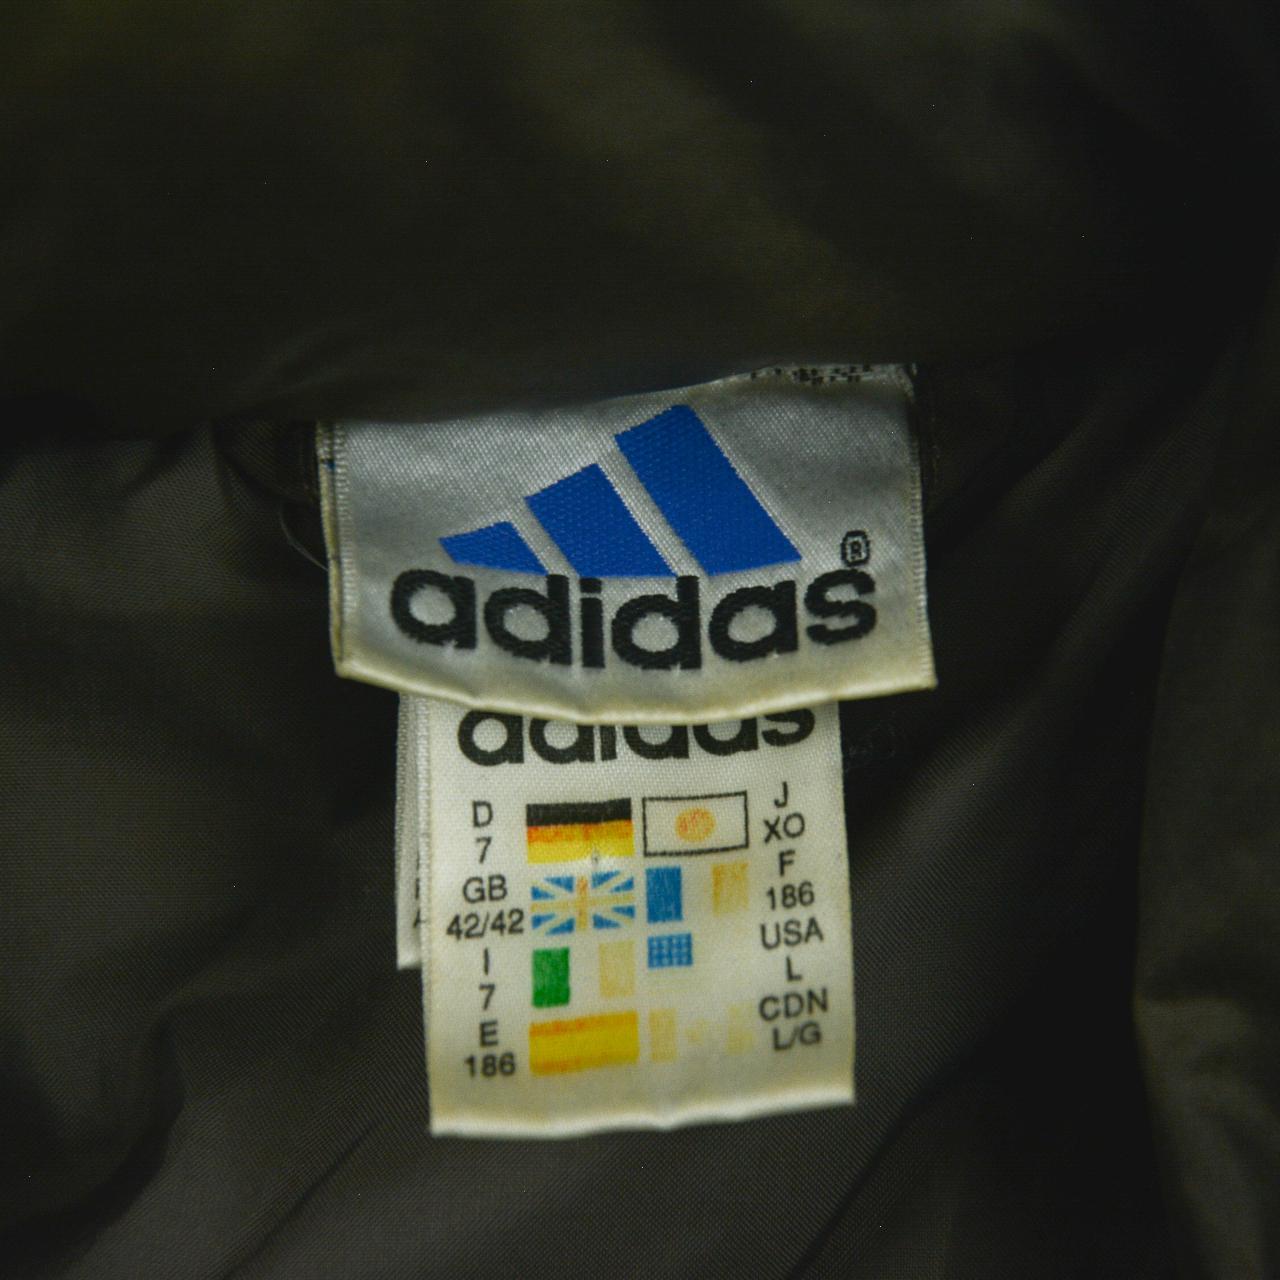 adidas®
adidas
D
7
GB
42/42
I
7
E
186
J
XO
F
186
USA
L
CDN
L/G